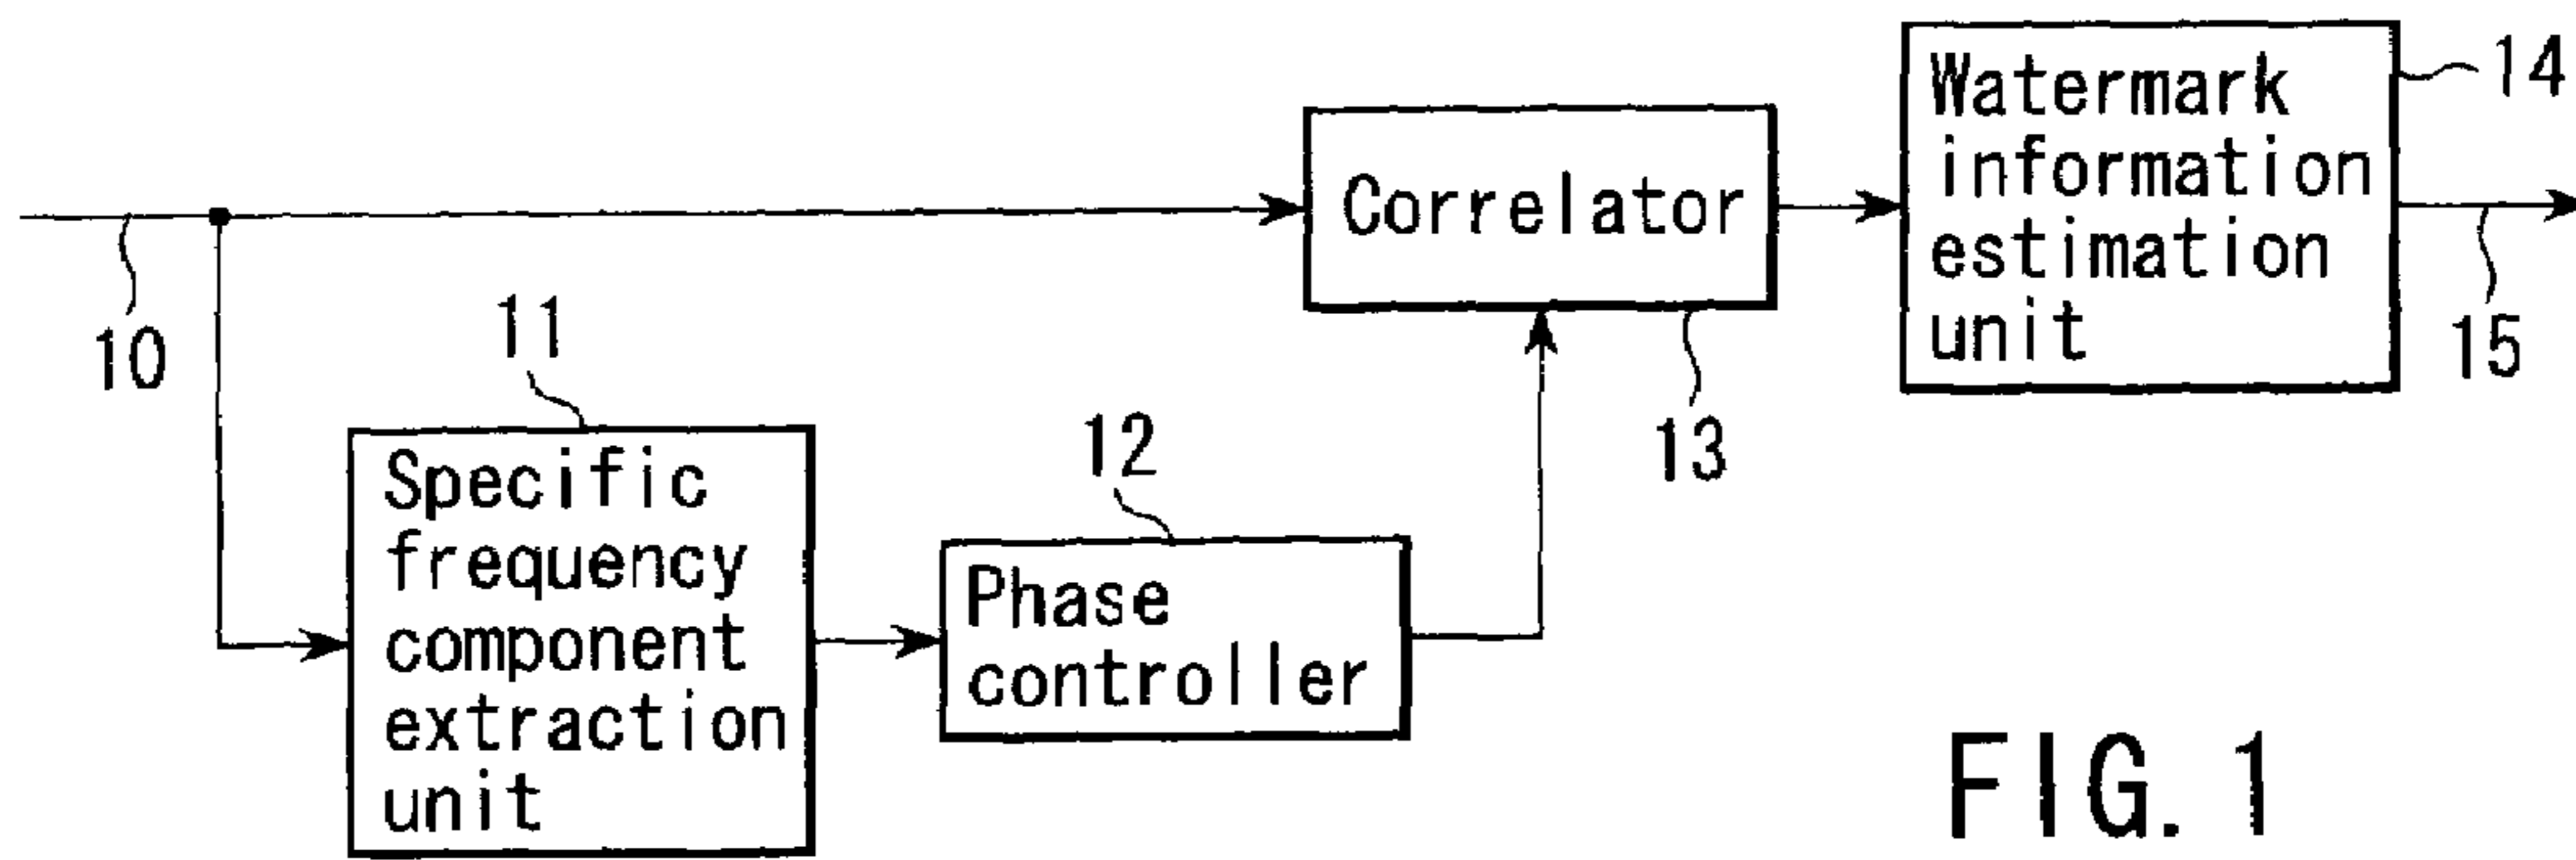 10
11
Specific
frequency
component
extraction
unit
12
Phase
controller
Correlator
13
Watermark
information
estimation
unit
14
15
FIG. 1